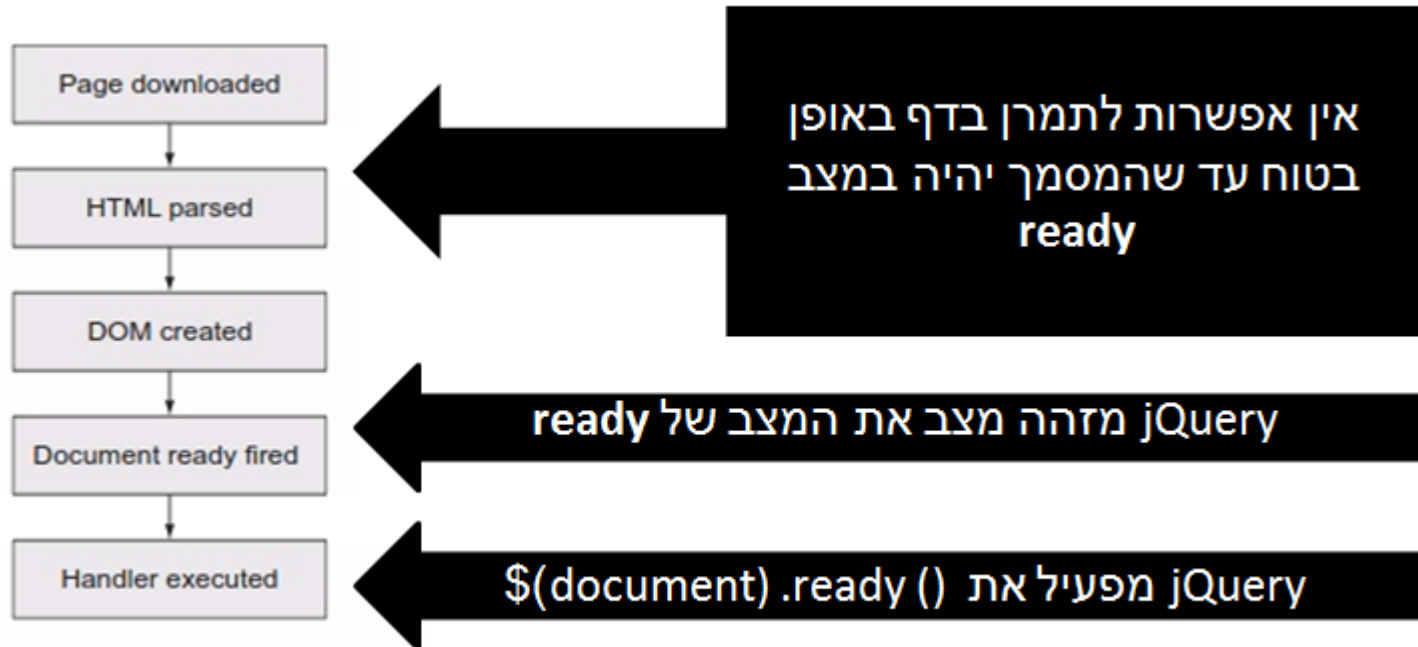 Page downloaded
HTML parsed
DOM created
Document ready fired
Handler executed
אין אפשרות לתמרן בדף באופן
בטוח עד שהמסמך יהיה במצב
ready
jQuery מזהה מצב את המצב של ready
jQuery מפעיל את $(document) .ready ()